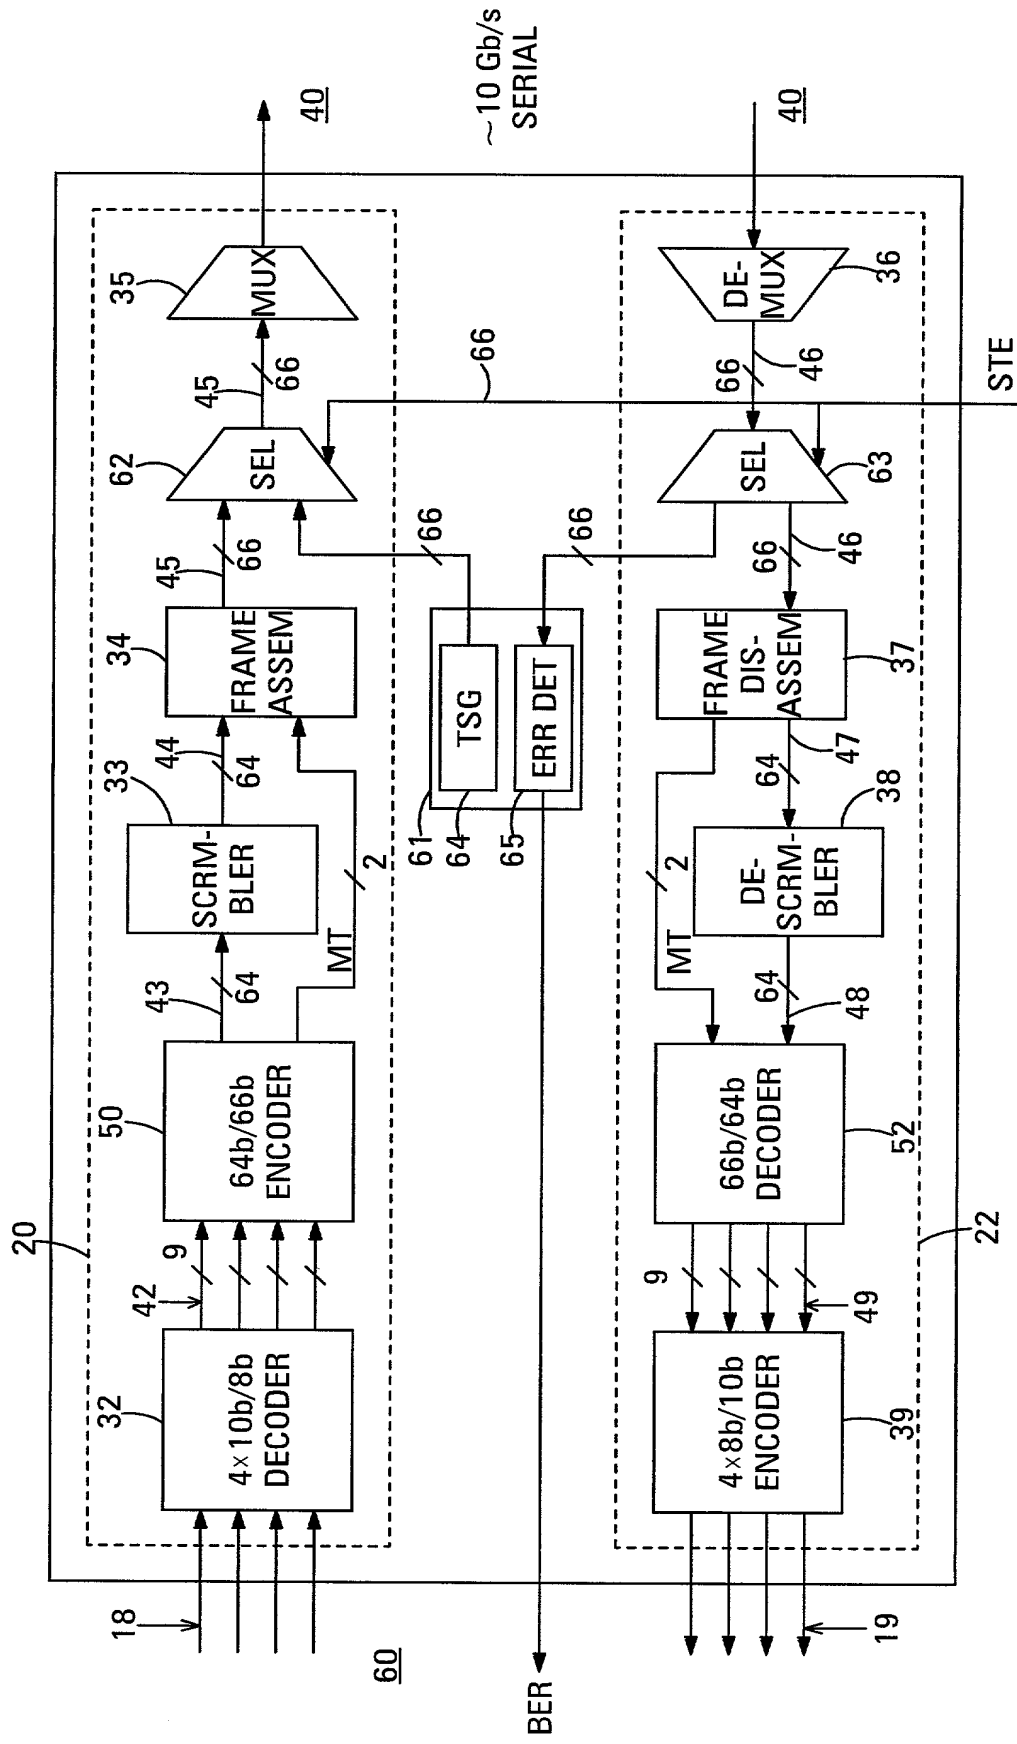 20
18
32
4×10b/8b
DECODER
42
9
50
64b/66b
ENCODER
43
64
33
SCRM-
BLER
MT
2
44
64
34
FRAME
ASSEM
45
66
62
SEL
45
66
35
MUX
40
~10 Gb/s
SERIAL
60
BER
61
64
65
TSG
ERR DET
66
66
66
STE
19
39
4×8b/10b
ENCODER
9
49
22
52
66b/64b
DECODER
MT
2
64
48
DE-
SCRM-
BLER
38
64
47
FRAME
DIS-
ASSEM
37
66
46
SEL
63
66
46
DE-
MUX
36
40